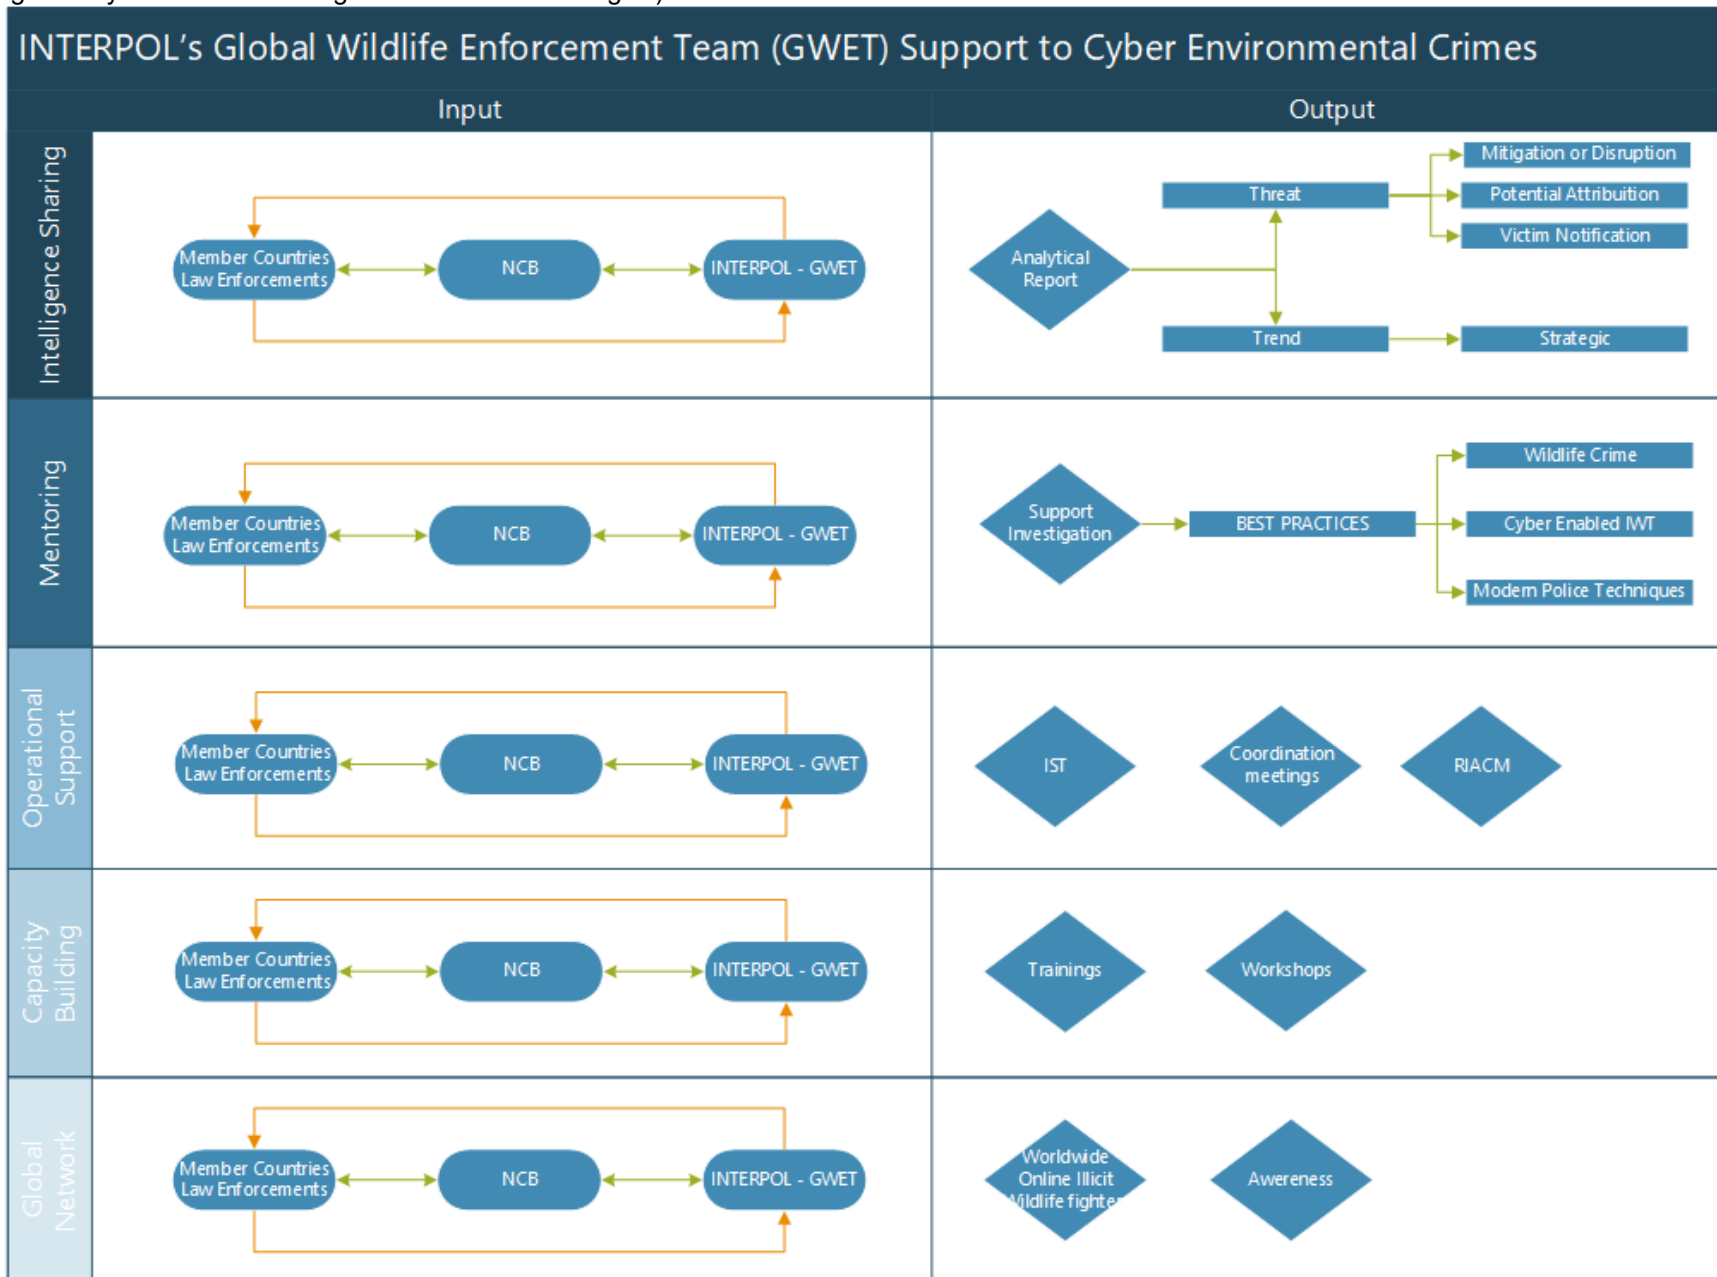 INTERPOL's Global Wildlife Enforcement Team (GWET) Support to Cyber Environmental Crimes
Input
Output
Intelligence Sharing
Member Countries
Law Enforcements
NCB
INTERPOL - GWET
Analytical
Report
Threat
Trend
Mitigation or Disruption
Potential Attribuition
Victim Notification
Strategic
Mentoring
Member Countries
Law Enforcements
NCB
INTERPOL - GWET
Support
Investigation
BEST PRACTICES
Wildlife Crime
Cyber Enabled IWT
Modern Police Techniques
Operational
Support
Member Countries
Law Enforcements
NCB
INTERPOL - GWET
IST
Coordination
meetings
RIACM
Capacity
Building
Member Countries
Law Enforcements
NCB
INTERPOL - GWET
Trainings
Workshops
Global
Network
Member Countries
Law Enforcements
NCB
INTERPOL - GWET
Worldwide
Online Illicit
Wildlife fighter
Awereness